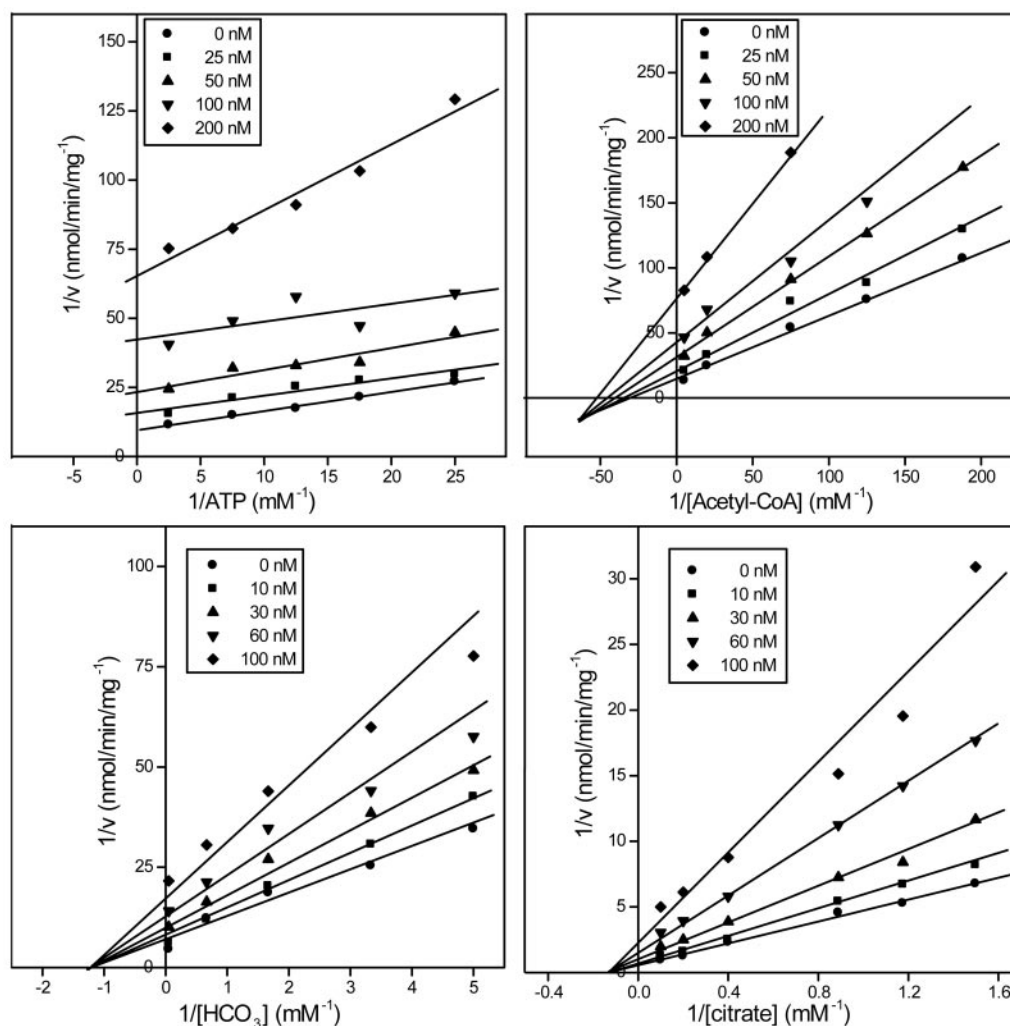 0 nM
25 nM
50 nM
100 nM
200 nM
150
125
100
75
50
25
0
-5
0
5
10
15
20
25
1/v (nmol/min/mg⁻¹)
1/ATP (mM⁻¹)
0 nM
25 nM
50 nM
100 nM
200 nM
250
200
150
100
50
0
-50
0
50
100
150
200
1/v (nmol/min/mg⁻¹)
1/[Acetyl-CoA] (mM⁻¹)
0 nM
10 nM
30 nM
60 nM
100 nM
100
75
50
25
0
-2
-1
0
1
2
3
4
5
1/v (nmol/min/mg⁻¹)
1/[HCO₃] (mM⁻¹)
0 nM
10 nM
30 nM
60 nM
100 nM
30
25
20
15
10
5
0
-0.4
0.0
0.4
0.8
1.2
1.6
1/v (nmol/min/mg⁻¹)
1/[citrate] (mM⁻¹)